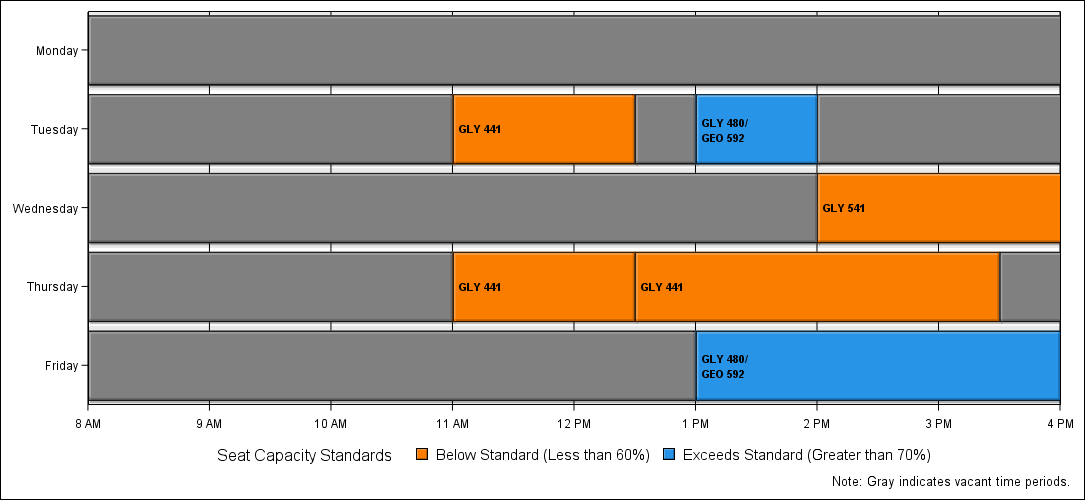 Monday
Tuesday
GLY 441
GLY 480/
GEO 592
Wednesday
GLY 541
Thursday
GLY 441
GLY 441
Friday
GLY 480/
GEO 592
8 AM 9 AM 10 AM 11 AM 12 PM 1 PM 2 PM 3 PM 4 PM
Seat Capacity Standards Below Standard (Less than 60%) Exceeds Standard (Greater than 70%)
Note: Gray indicates vacant time periods.